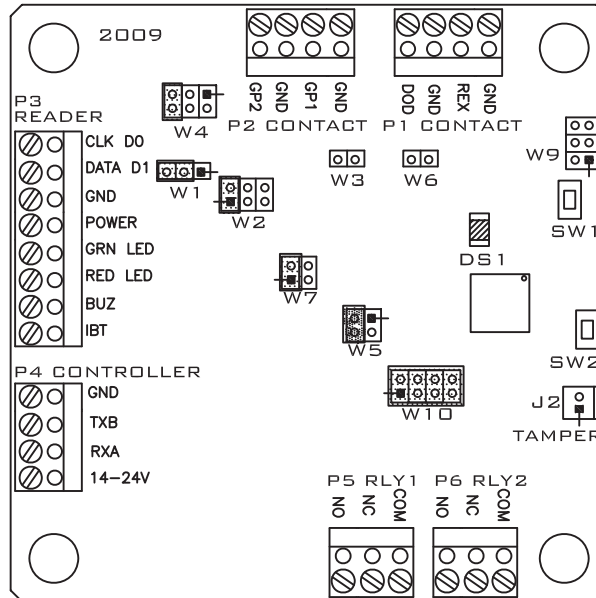 2009
GP2
GND
GP1
GND
P2 CONTACT
DOD
GND
REX
GND
P1 CONTACT
P3
READER
CLK D0
DATA D1
GND
POWER
GRN LED
RED LED
BUZ
IBT
W4
W1
W2
W3
W6
W9
SW1
DS1
W7
W5
SW2
W10
J2
TAMPER
P4 CONTROLLER
GND
TXB
RXA
14-24V
P5 RLY1
NO
NC
COM
P6 RLY2
NO
NC
COM